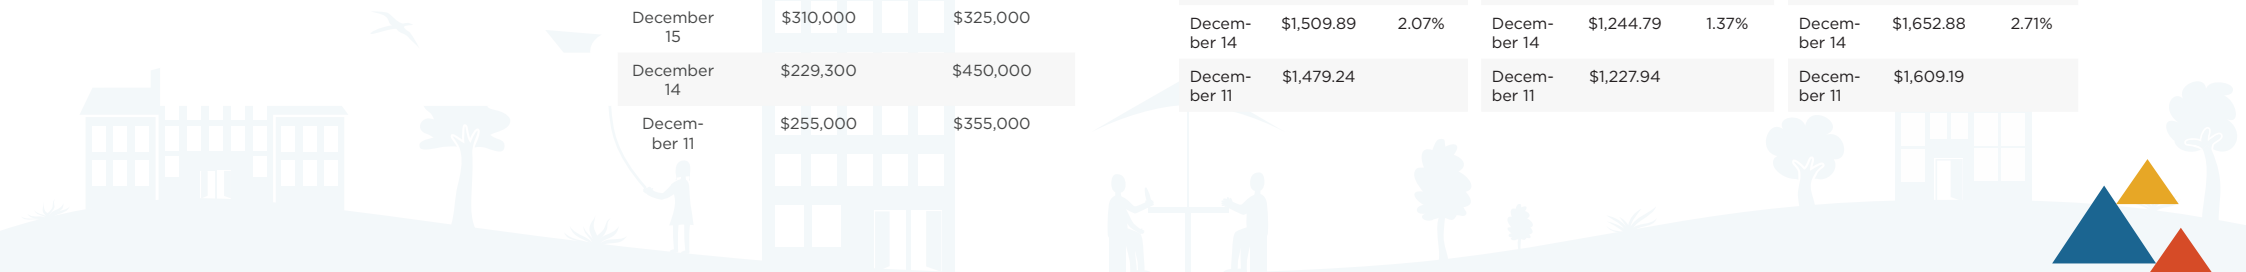 December $310,000 $325,000
15
December $229,300 $450,000
14
Decem- $255,000 $355,000
ber 11
Decem- $1,509.89 2.07%
ber 14
Decem- $1,479.24
ber 11
Decem- $1,244.79 1.37%
ber 14
Decem- $1,227.94
ber 11
Decem- $1,652.88 2.71%
ber 14
Decem- $1,609.19
ber 11